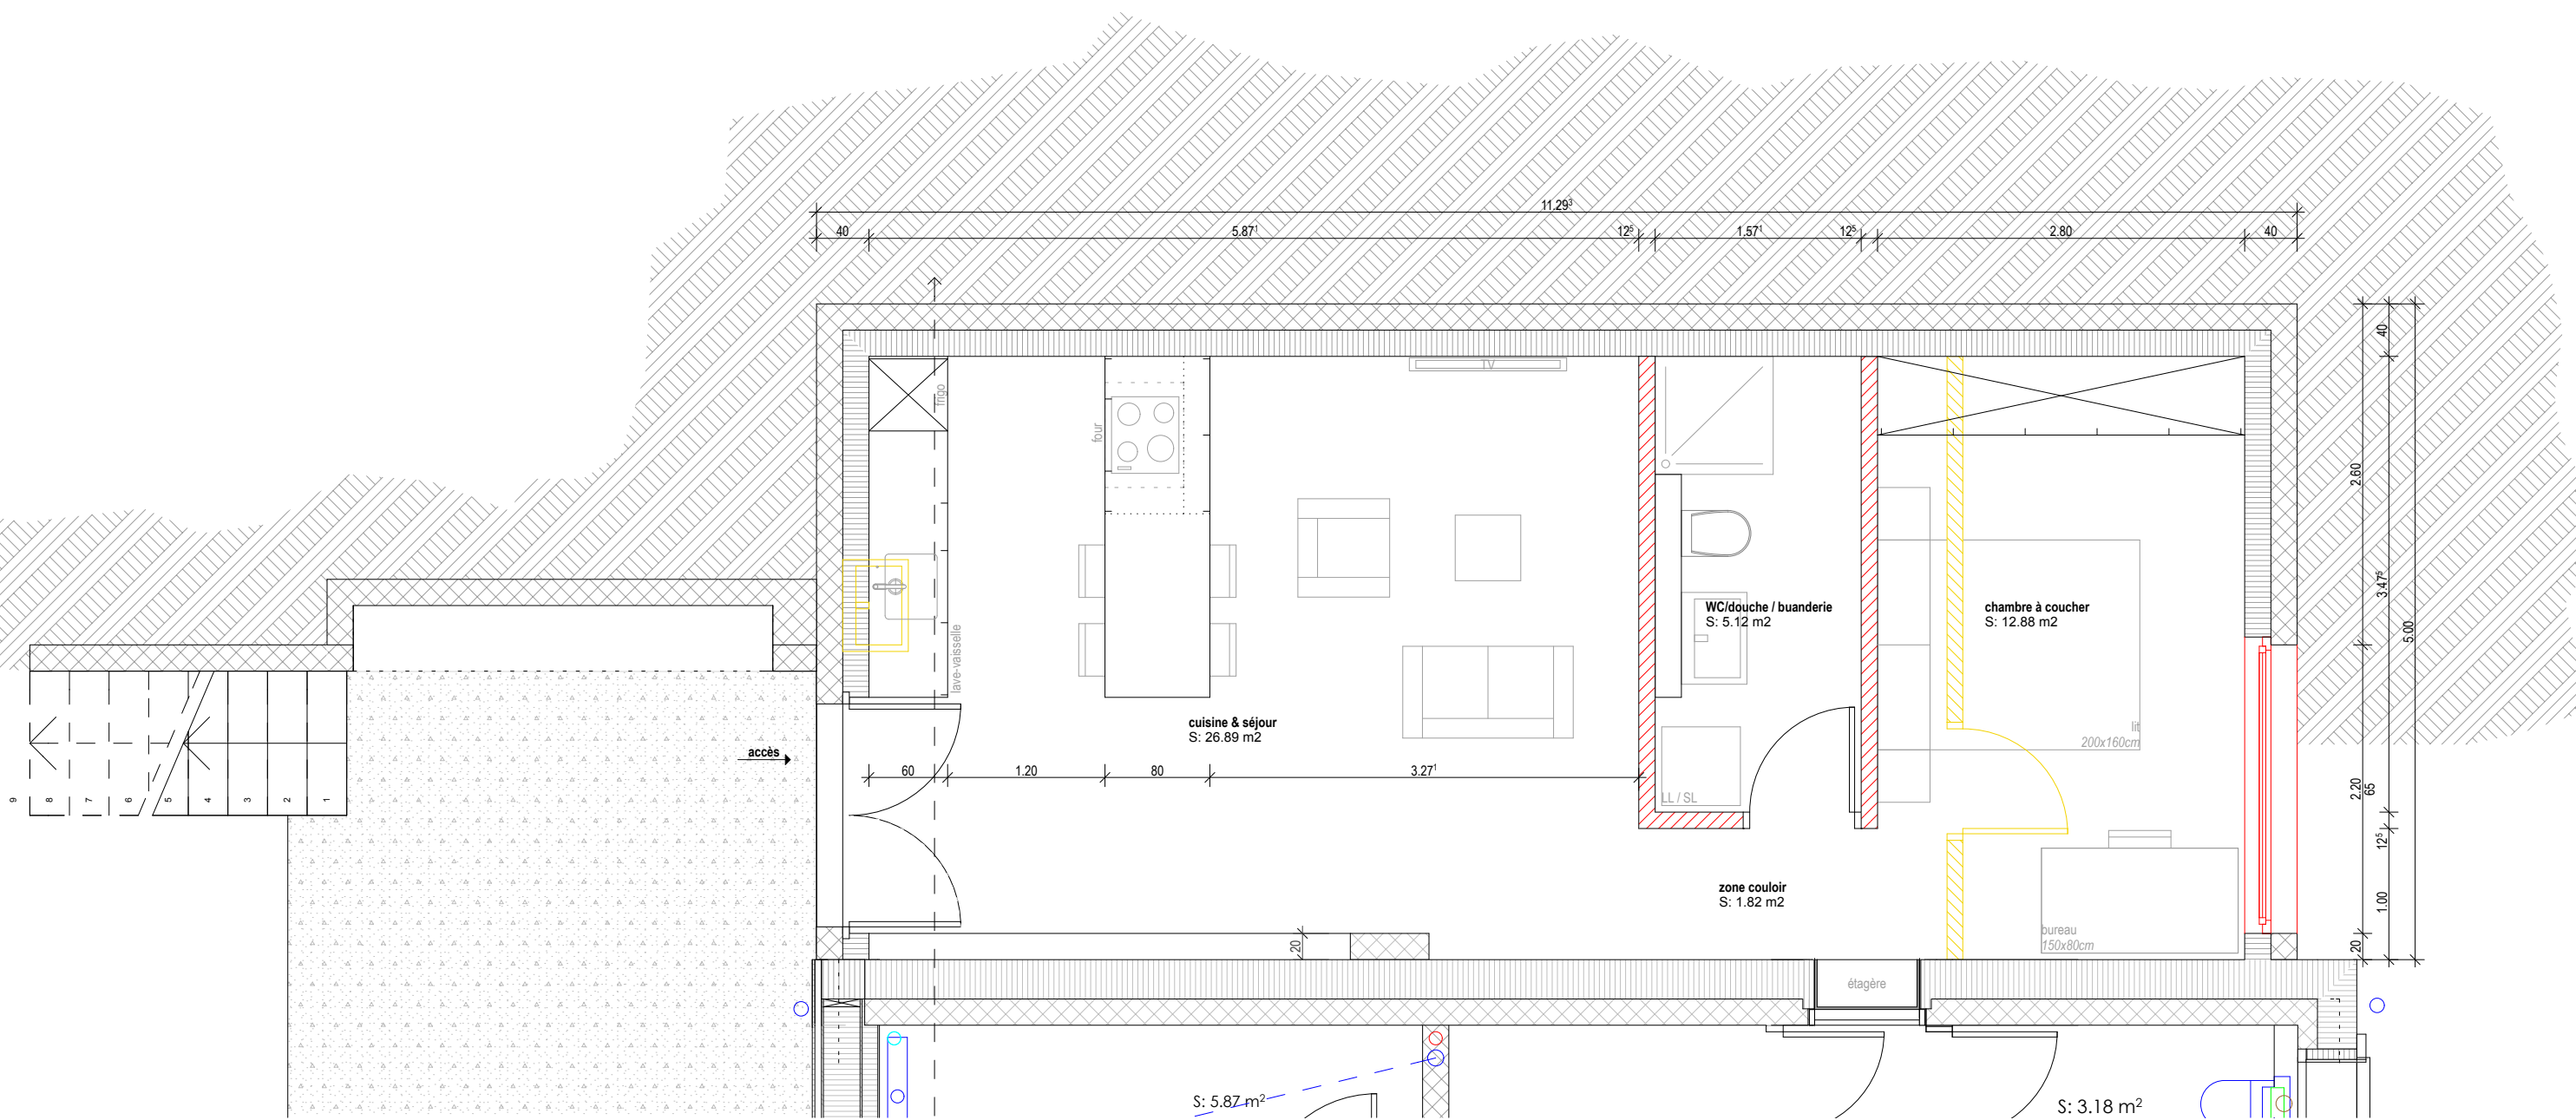 11.29³
40
5.87¹
12⁵
1.57¹
12⁵
2.80
40
frigo
four
TV
lave-vaisselle
cuisine & séjour
S: 26.89 m2
60
1.20
80
3.27¹
WC/douche / buanderie
S: 5.12 m2
LL / SL
chambre à coucher
S: 12.88 m2
lit
200x160cm
zone couloir
S: 1.82 m2
bureau
150x80cm
étagère
accès
9
8
7
6
5
4
3
2
1
20
40
2.60
3.47⁵
5.00
2.20
65
12⁵
1.00
20
S: 5.87 m²
S: 3.18 m²